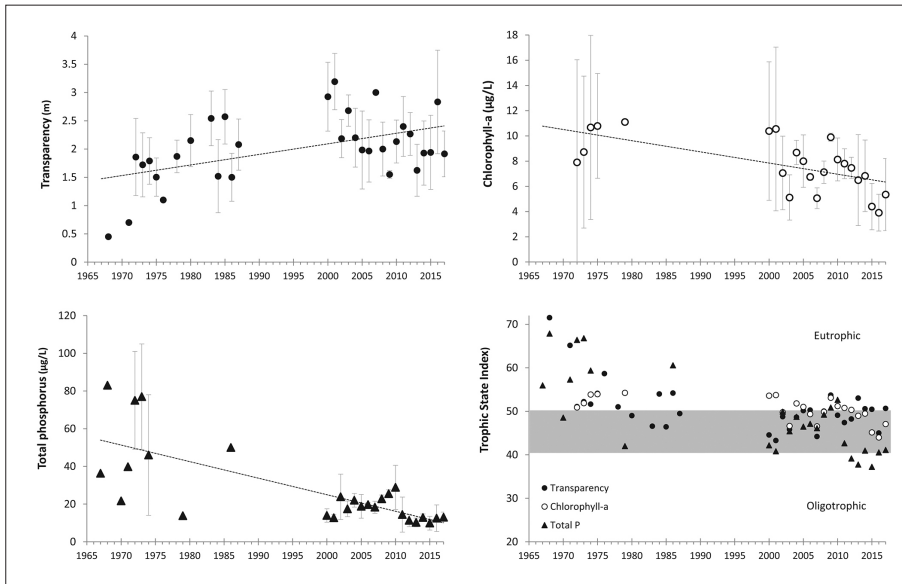 4
3.5
3
2.5
2
1.5
1
0.5
0
Transparency (m)
1965 1970 1975 1980 1985 1990 1995 2000 2005 2010 2015
18
16
14
12
10
8
6
4
2
0
Chlorophyll-a (µg/L)
1965 1970 1975 1980 1985 1990 1995 2000 2005 2010 2015
120
100
80
60
40
20
0
Total phosphorus (µg/L)
1965 1970 1975 1980 1985 1990 1995 2000 2005 2010 2015
70
60
50
40
30
20
Trophic State Index)
Eutrophic
Transparency
Chlorophyll-a
Total P
Oligotrophic
1965 1970 1975 1980 1985 1990 1995 2000 2005 2010 2015